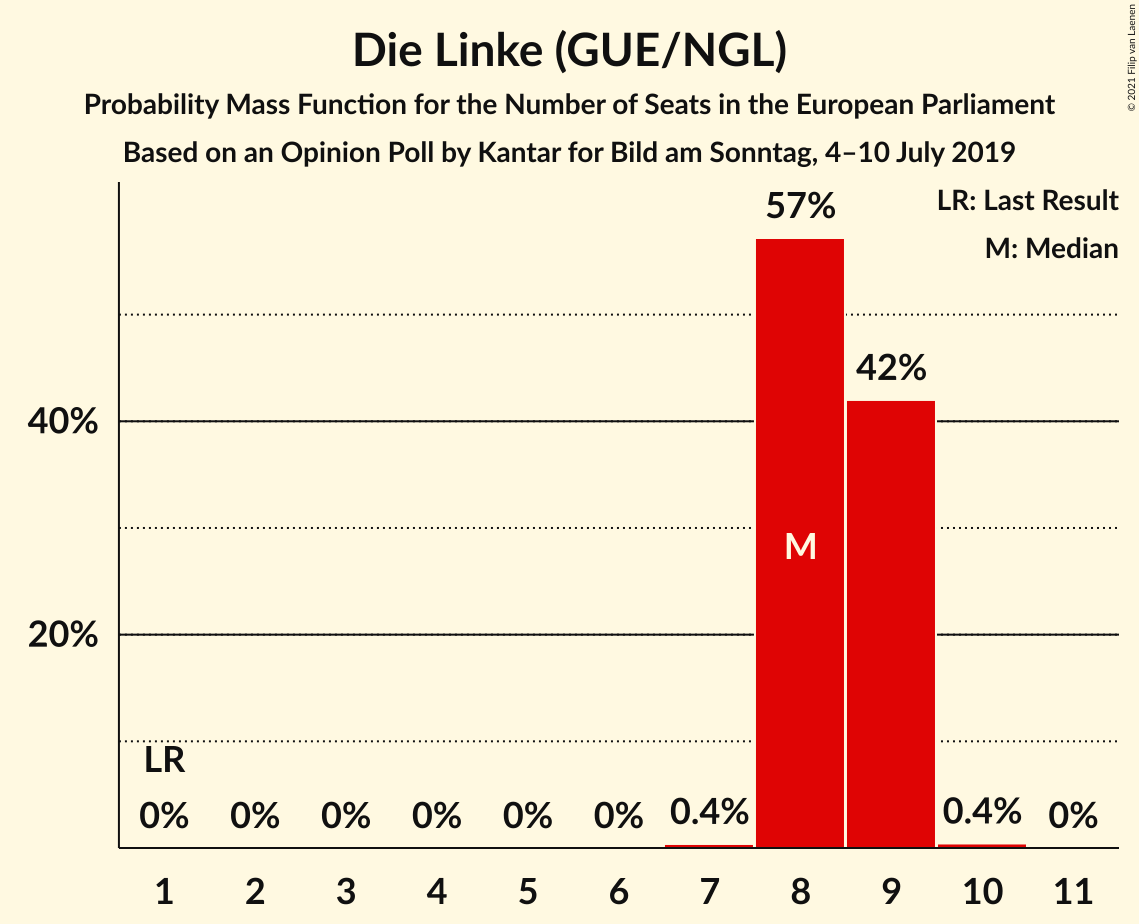 Die Linke (GUE/NGL)
Probability Mass Function for the Number of Seats in the European Parliament
Based on an Opinion Poll by Kantar for Bild am Sonntag, 4–10 July 2019
© 2021 Filip van Laenen
LR: Last Result
M: Median
57%
42%
40%
M
20%
LR
0% 0% 0% 0% 0% 0% 0.4% 0.4% 0%
1 2 3 4 5 6 7 8 9 10 11